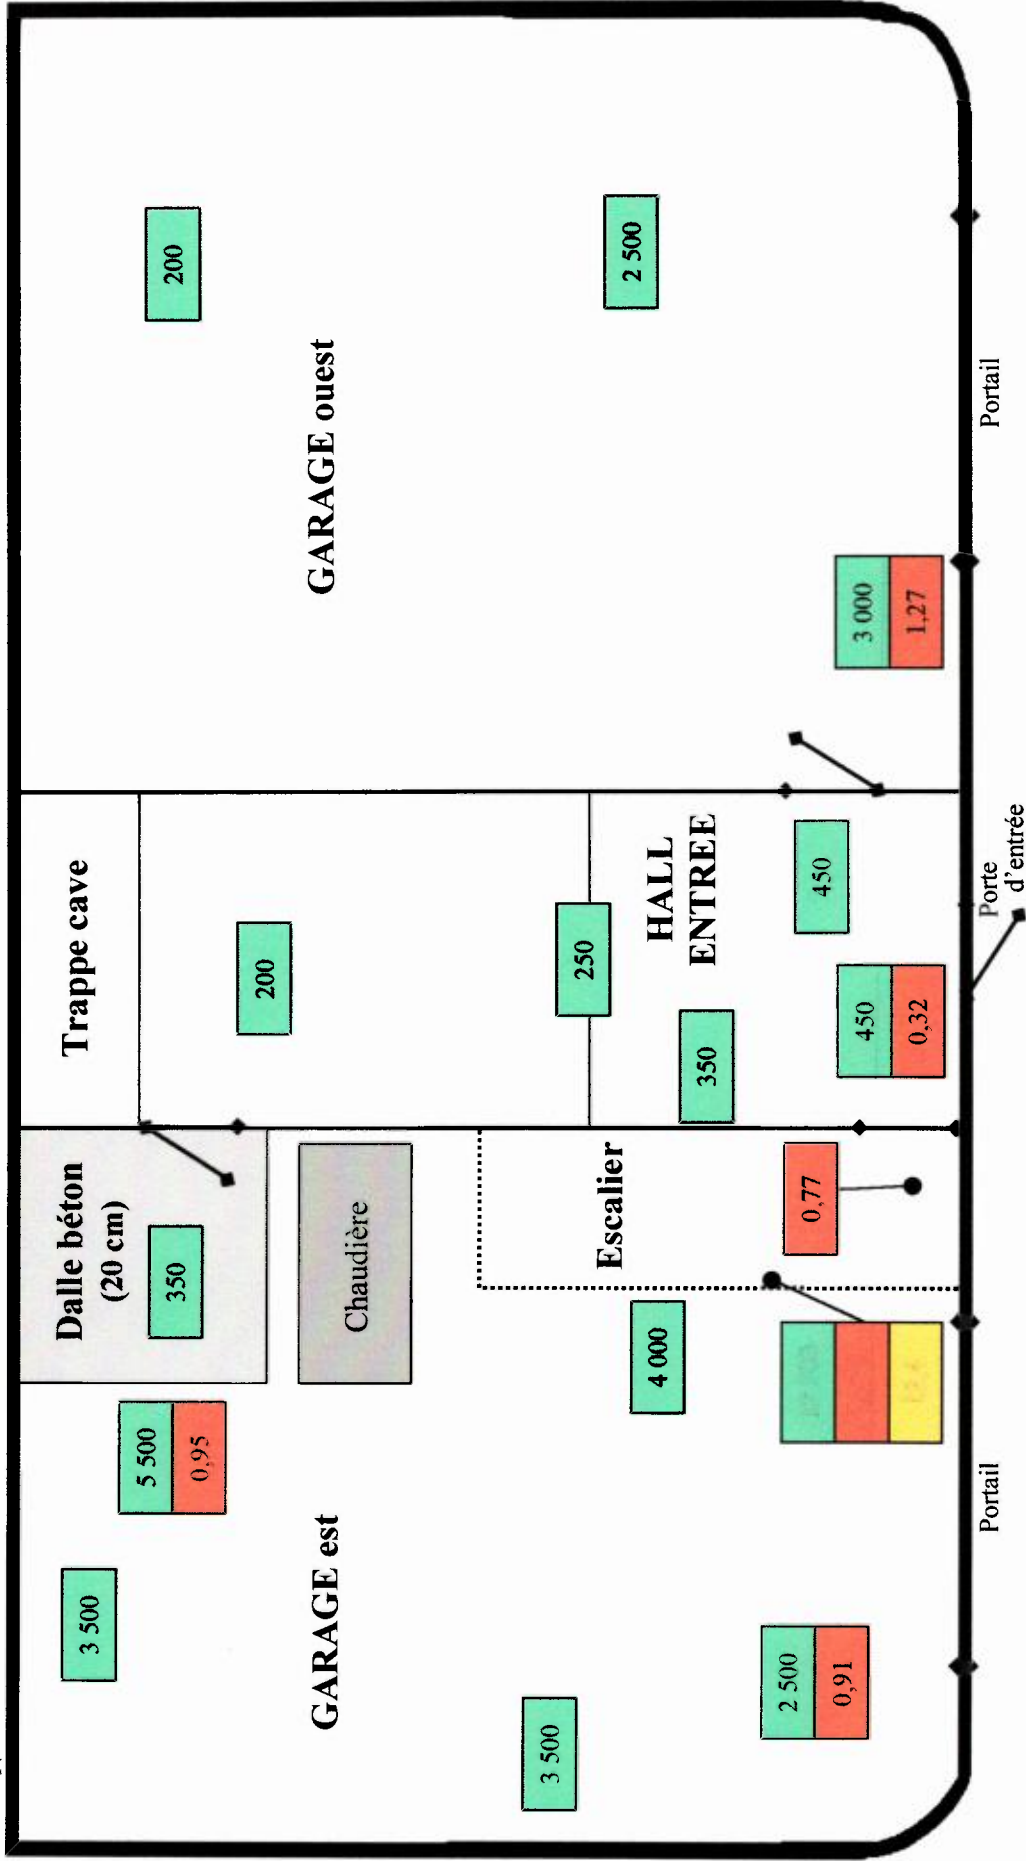 Trappe cave
Dalle béton
(20 cm)
350
3 500
5 500
0,95
200
200
Chaudière
GARAGE est
GARAGE ouest
3 500
250
2 500
Escalier
4 000
350
HALL
ENTREE
2 500
0,91
0,77
450
0,32
450
3 000
1,27
Portail
Porte
d'entrée
Portail